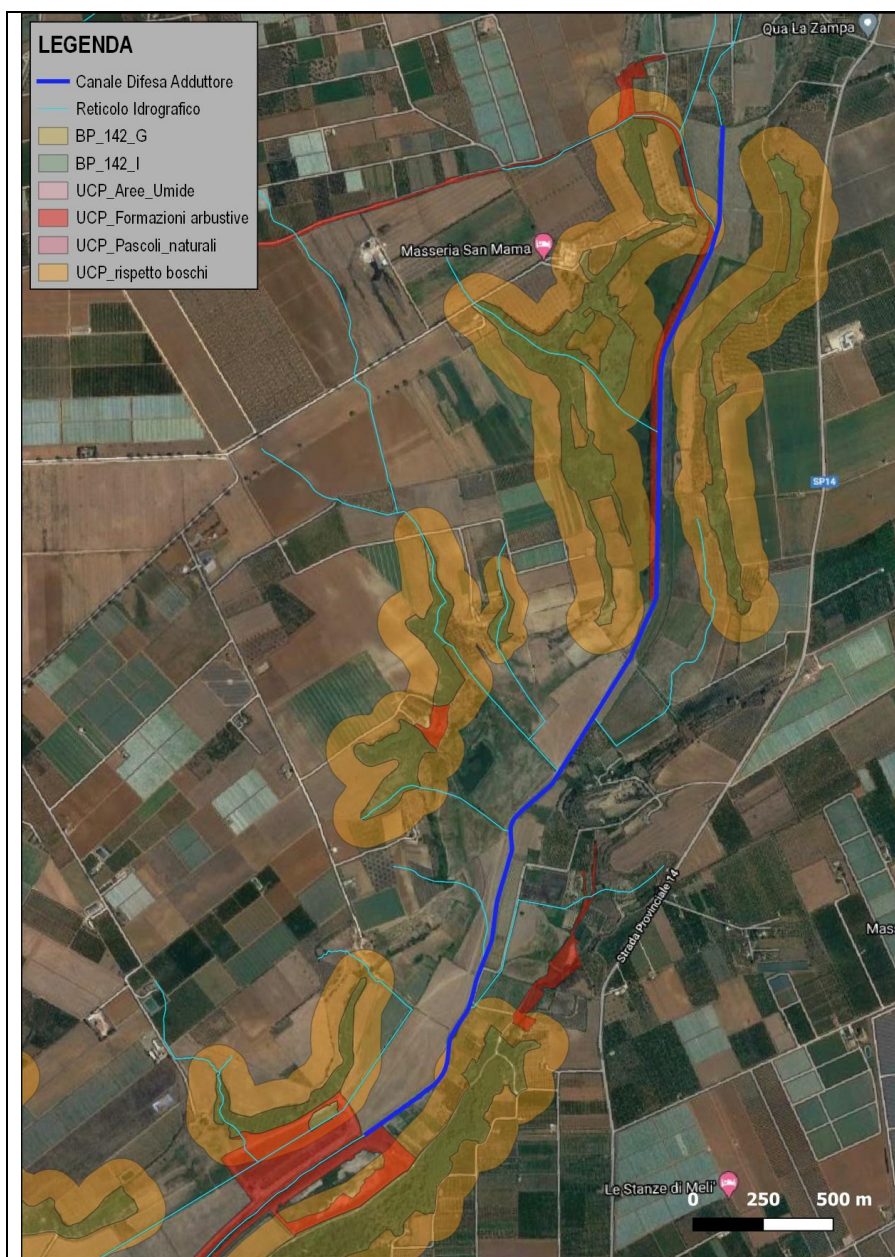 LEGENDA
Canale Difesa Adduttore
Reticolo Idrografico
BP_142_G
BP_142_I
UCP_Aree_Umide
UCP_Formazioni arbustive
UCP_Pascoli_naturali
UCP_rispetto boschi
Qua La Zampa
Masseria San Mama
SP14
Strada Provinciale 14
Mas
Le Stanze di Meli'
0 250 500 m